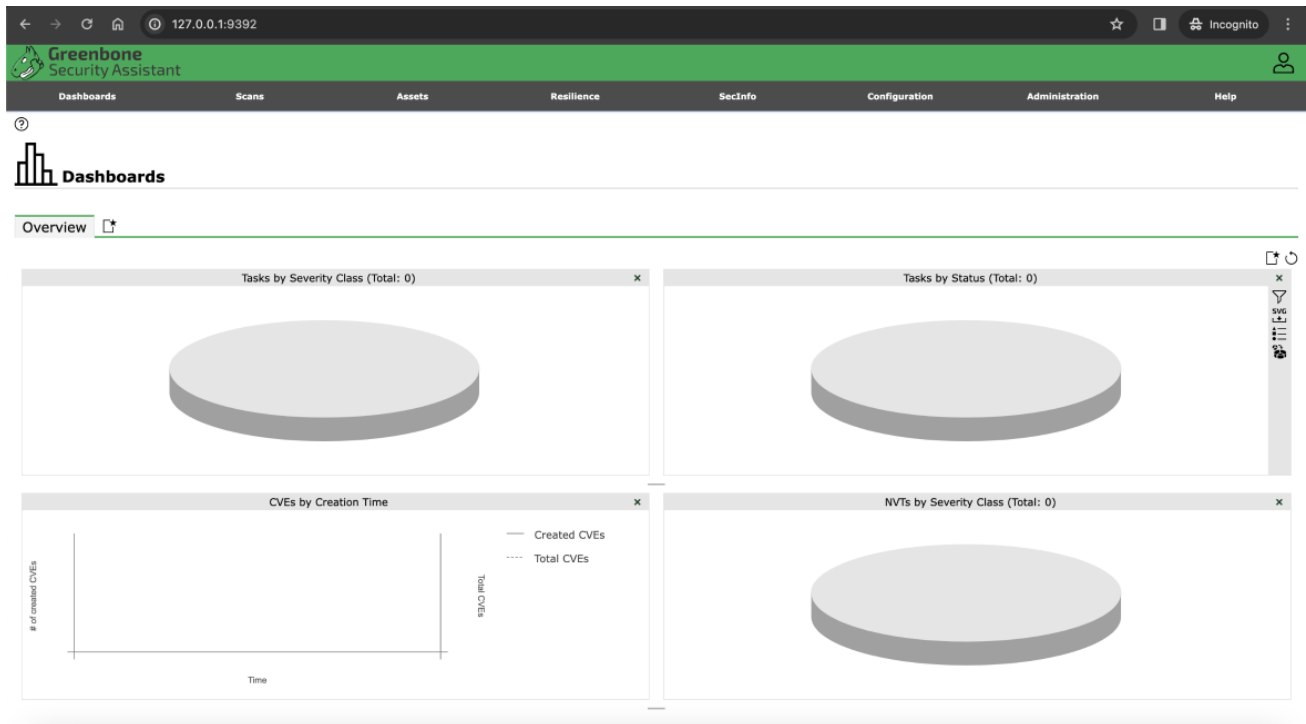 127.0.0.1:9392
Incognito
Greenbone
Security Assistant
Dashboards Scans Assets Resilience SecInfo Configuration Administration Help
Dashboards
Overview
Tasks by Severity Class (Total: 0)
Tasks by Status (Total: 0)
SVG
CVEs by Creation Time
# of created CVEs
Time
Total CVEs
Created CVEs
Total CVEs
NVTs by Severity Class (Total: 0)